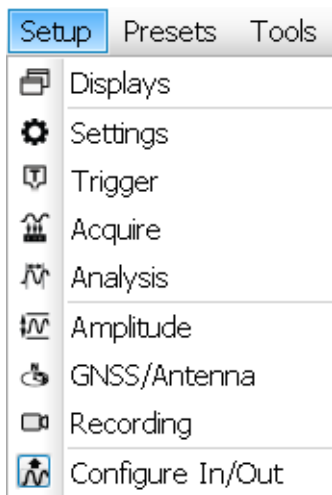 Setup Presets Tools
Displays
Settings
Trigger
Acquire
Analysis
Amplitude
GNSS/Antenna
Recording
Configure In/Out